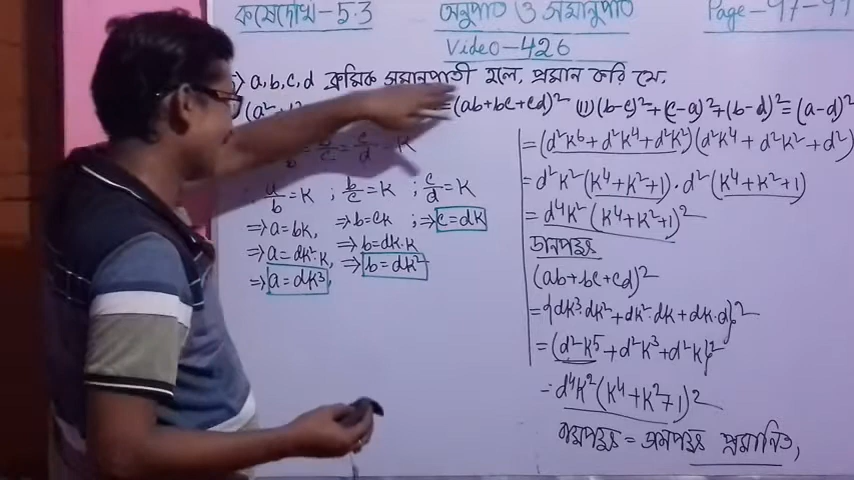 কষে দেখি - 5.3 অনুপাত ও সমানুপাত Page - 97 - 99
Video - 426
⇒ a, b, c, d ক্রমিক সমানপাতী হলে, প্রমান করি যে,
= (ab+bc+cd)² (ii) (b-c)²+(c-a)²+(b-d)² = (a-d)²
b/c = c/d = K
a/b = K ; b/c = K ; c/d = K
⇒ a = bk, ⇒ b = ck ; ⇒ c = dk
⇒ a = dk²·k, ⇒ b = dk·k
⇒ a = dk³, ⇒ b = dk²
= (d²k⁶ + d²k⁴ + d²k²) (d²k⁴ + d²k² + d²)
= d²k² (k⁴+k²+1) . d² (k⁴+k²+1)
= d⁴k² (k⁴+k²+1)²
ডানপক্ষ
(ab+bc+cd)²
= {dk³·dk² + dk²·dk + dk·d}²
= (d²k⁵ + d²k³ + d²k)²
= d⁴k² (k⁴+k²+1)²
বামপক্ষ = ডানপক্ষ প্রমানিত,